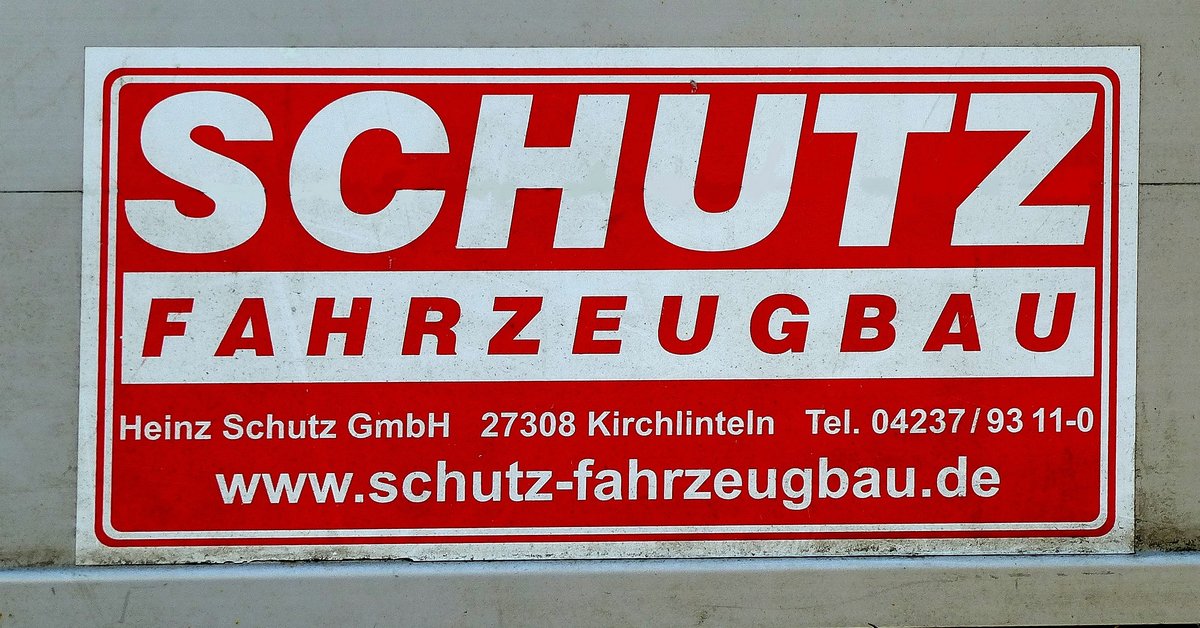 SCHUTZ
FAHRZEUGBAU
Heinz Schutz GmbH 27308 Kirchlinteln Tel. 04237/93 11-0
www.schutz-fahrzeugbau.de